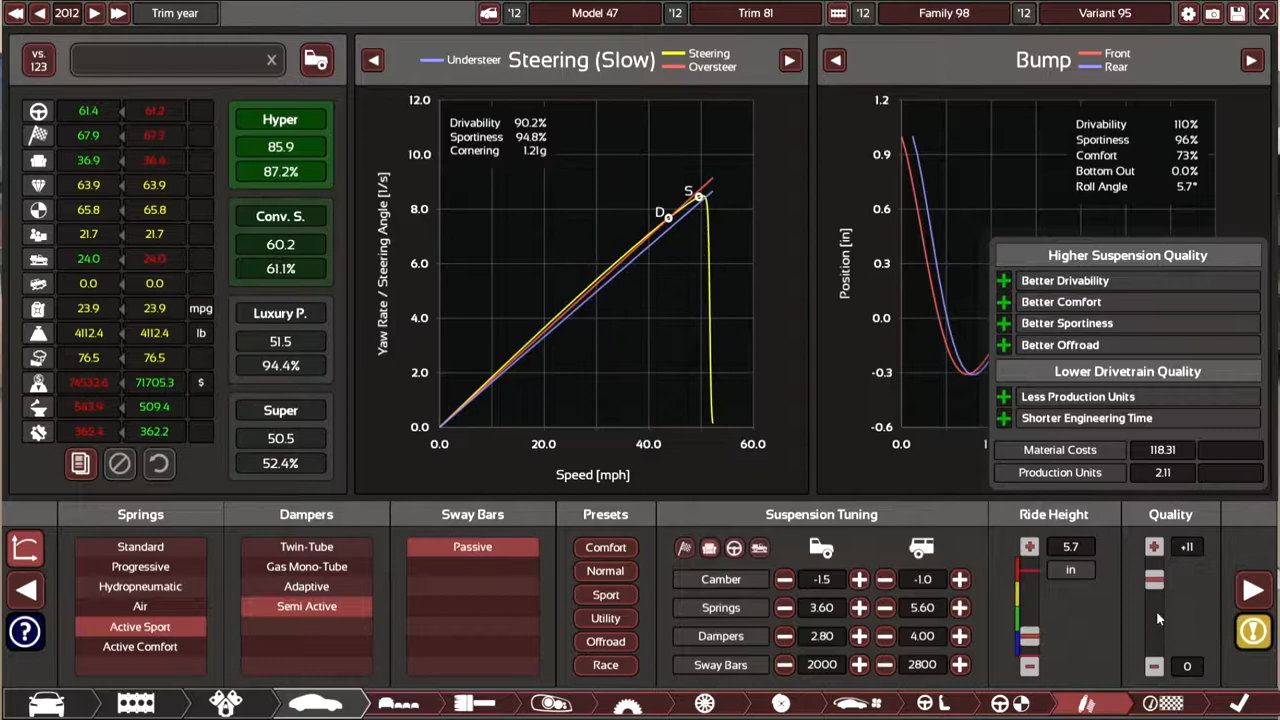 2012 Trim year '12 Model 47 '12 Trim 81 '12 Family 98 '12 Variant 95
VS.
123
X
61.4 61.2
67.9
36.9
63.9 63.9
65.8 65.8
21.7 21.7
24.0 24.0
0.0 0.0
23.9 23.9 mpg
4112.4 4112.4 lb
76.5 76.5
71705.3 $
509.4
362.2
Hyper
85.9
87.2%
Conv. S.
60.2
61.1%
Luxury P.
51.5
94.4%
Super
50.5
52.4%
Understeer Steering (Slow) Steering
Oversteer
Drivability 90.2%
Sportiness 94.8%
Cornering 1.21g
12.0
10.0
8.0
6.0
4.0
2.0
0.0
Yaw Rate / Steering Angle [1/s]
D
S
0.0 20.0 40.0 60.0
Speed [mph]
Bump Front
Rear
Drivability 110%
Sportiness 96%
Comfort 73%
Bottom Out 0.0%
Roll Angle 5.7°
1.2
0.9
0.6
0.3
0.0
-0.3
-0.6
Position [in]
0.0
Higher Suspension Quality
Better Drivability
Better Comfort
Better Sportiness
Better Offroad
Lower Drivetrain Quality
Less Production Units
Shorter Engineering Time
Material Costs 118.31
Production Units 2.11
Springs
Standard
Progressive
Hydropneumatic
Air
Active Sport
Active Comfort
Dampers
Twin-Tube
Gas Mono-Tube
Adaptive
Semi Active
Sway Bars
Passive
Presets
Comfort
Normal
Sport
Utility
Offroad
Race
Suspension Tuning
Camber -1.5 -1.0
Springs 3.60 5.60
Dampers 2.80 4.00
Sway Bars 2000 2800
Ride Height
5.7
in
Quality
+11
0
?